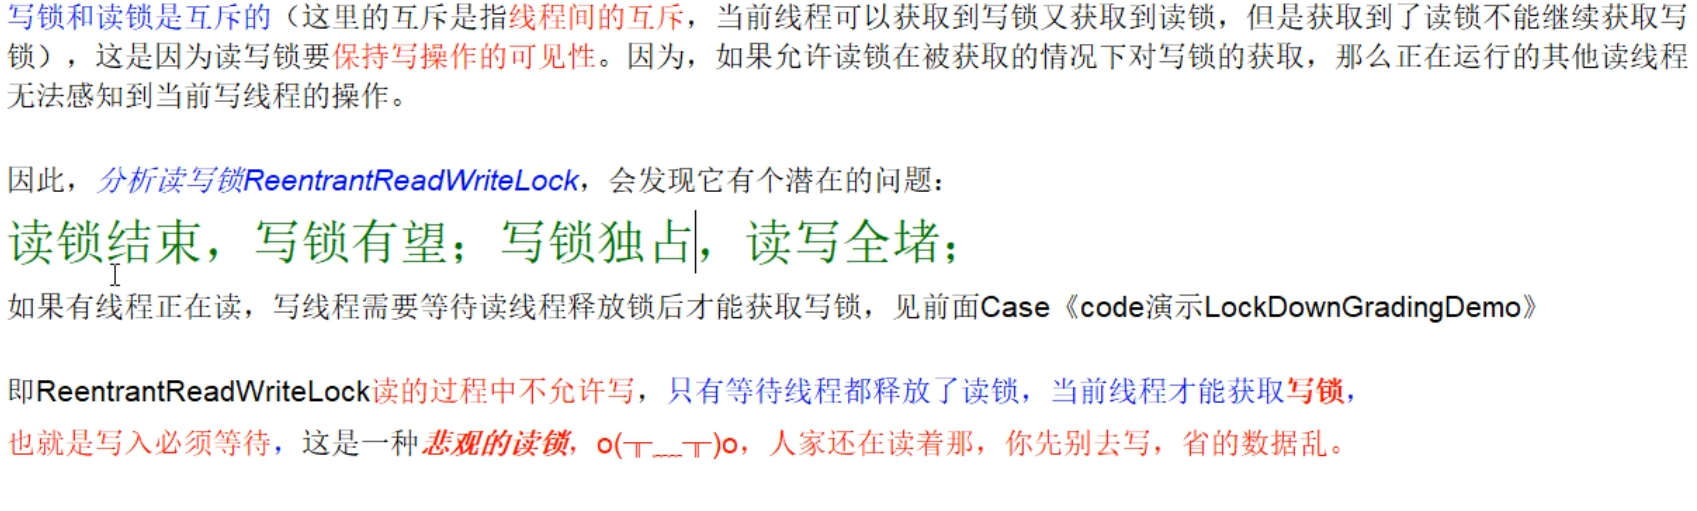 写锁和读锁是互斥的（这里的互斥是指线程间的互斥，当前线程可以获取到写锁又获取到读锁，但是获取到了读锁不能继续获取写
锁），这是因为读写锁要保持写操作的可见性。因为，如果允许读锁在被获取的情况下对写锁的获取，那么正在运行的其他读线程
无法感知到当前写线程的操作。
因此，分析读写锁ReentrantReadWriteLock，会发现它有个潜在的问题：
读锁结束，写锁有望；写锁独占，读写全堵；
如果有线程正在读，写线程需要等待读线程释放锁后才能获取写锁，见前面Case《code演示LockDownGradingDemo》
即ReentrantReadWriteLock读的过程中不允许写，只有等待线程都释放了读锁，当前线程才能获取写锁，
也就是写入必须等待，这是一种悲观的读锁，o(╥﹏╥)o，人家还在读着那，你先别去写，省的数据乱。